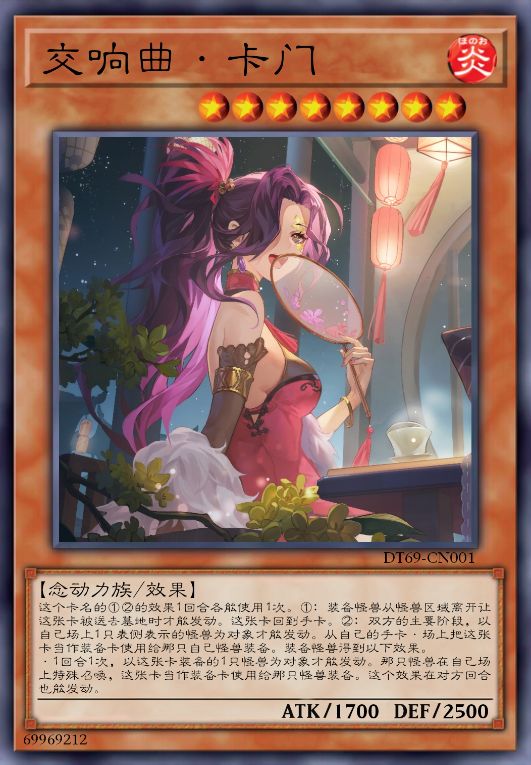 交响曲·卡门
ほのお
炎
DT69-CN001
【念动力族/效果】
这个卡名的①②的效果1回合各能使用1次。①：装备怪兽从怪兽区域离开让
这张卡被送去墓地时才能发动。这张卡回到手卡。②：双方的主要阶段，以
自己场上1只表侧表示的怪兽为对象才能发动。从自己的手卡·场上把这张
卡当作装备卡使用给那只自己怪兽装备。装备怪兽得到以下效果。
·1回合1次，以这张卡装备的1只怪兽为对象才能发动。那只怪兽在自己场
上特殊召唤，这张卡当作装备卡使用给那只怪兽装备。这个效果在对方回合
也能发动。
ATK/1700 DEF/2500
69969212